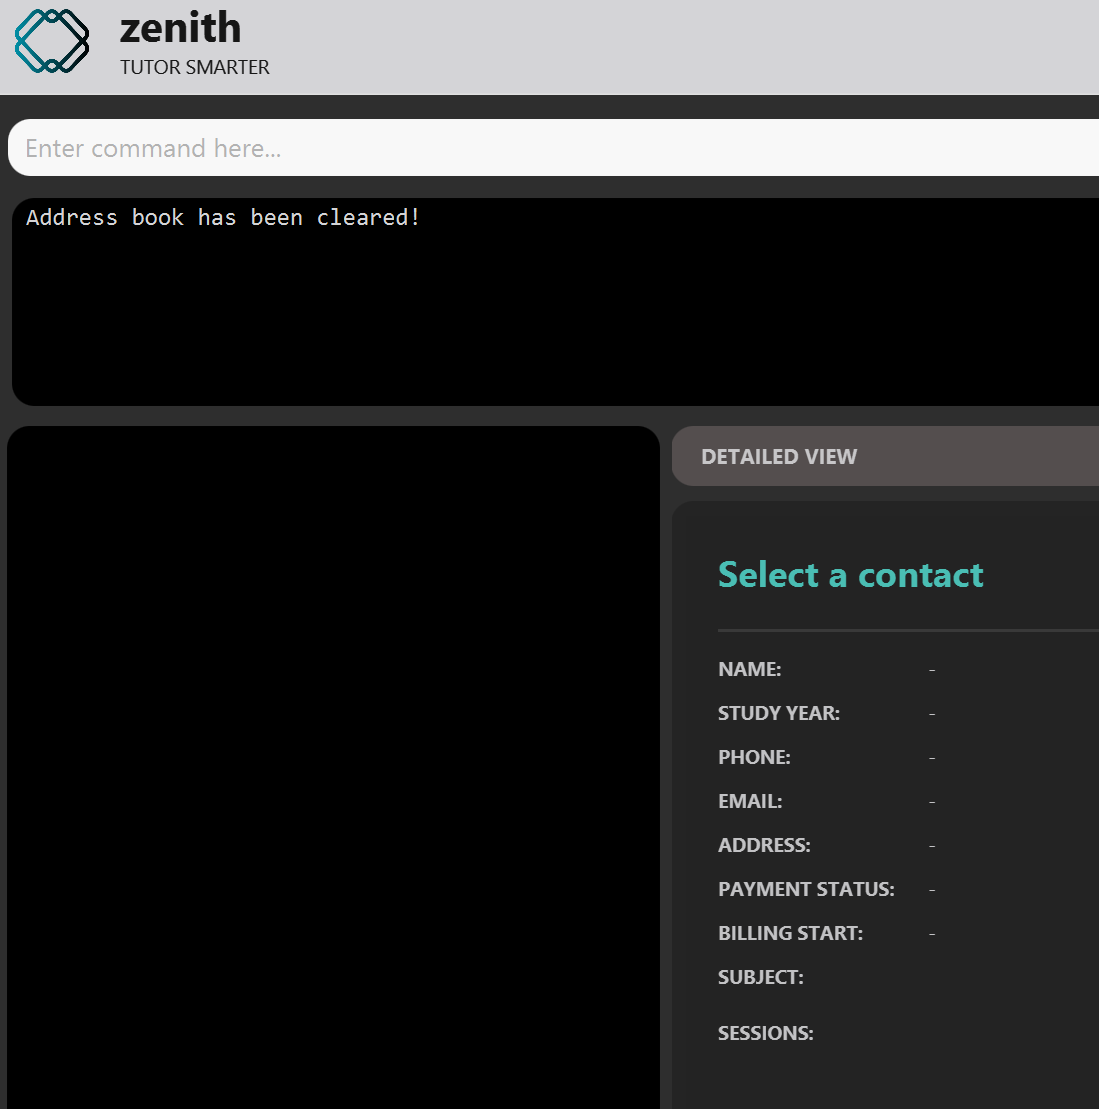 zenith
TUTOR SMARTER
Enter command here...
Address book has been cleared!
DETAILED VIEW
Select a contact
NAME: -
STUDY YEAR: -
PHONE: -
EMAIL: -
ADDRESS: -
PAYMENT STATUS: -
BILLING START: -
SUBJECT:
SESSIONS: